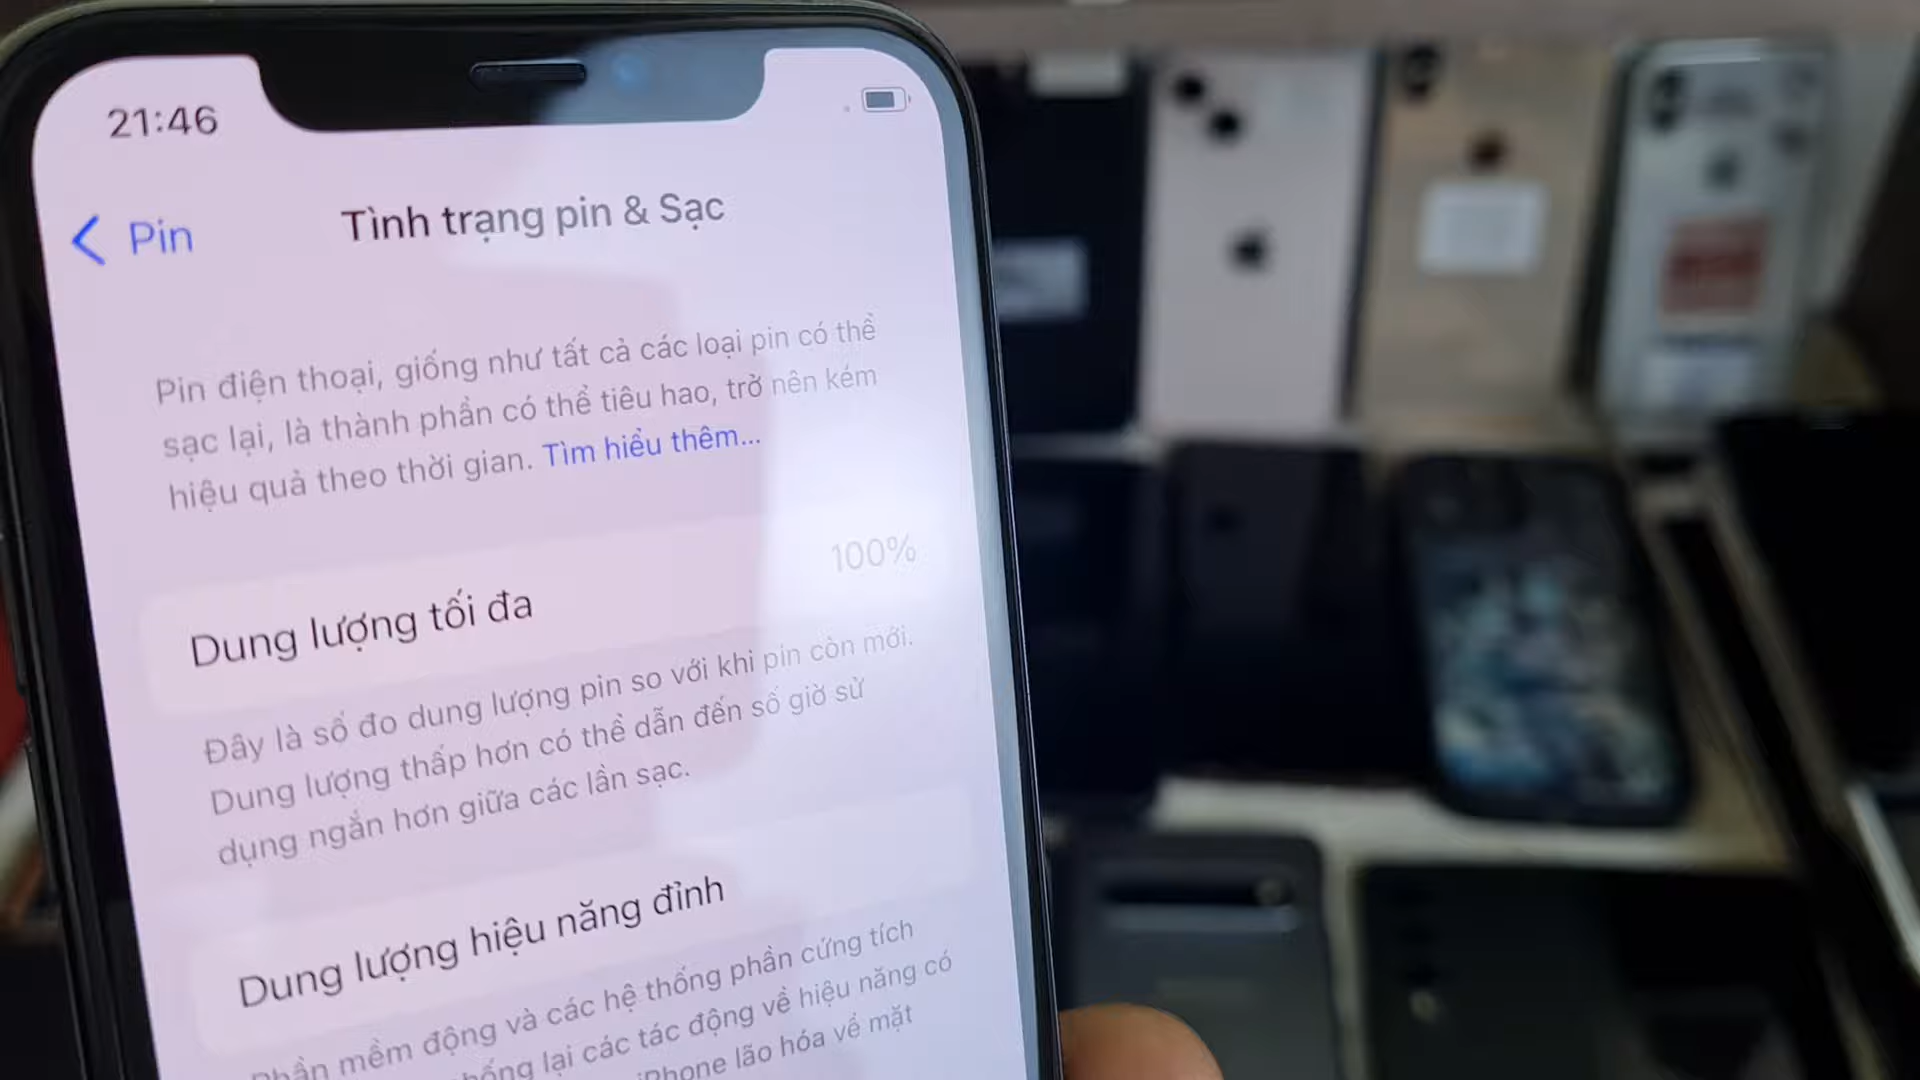 21:46
Pin
Tình trạng pin & Sạc
Pin điện thoại, giống như tất cả các loại pin có thể
sạc lại, là thành phần có thể tiêu hao, trở nên kém
hiệu quả theo thời gian. Tìm hiểu thêm...
Dung lượng tối đa 100%
Đây là số đo dung lượng pin so với khi pin còn mới.
Dung lượng thấp hơn có thể dẫn đến số giờ sử
dụng ngắn hơn giữa các lần sạc.
Dung lượng hiệu năng đỉnh
Phần mềm động và các hệ thống phần cứng tích
lại các tác động về hiệu năng có
iPhone lão hóa về mặt